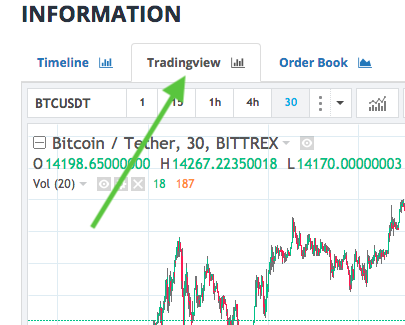 INFORMATION
Timeline Tradingview Order Book
BTCUSDT 1 15 1h 4h 30
Bitcoin / Tether, 30, BITTREX
O 14198.65000000 H 14267.22350018 L 14170.00000003
Vol (20) 18 187